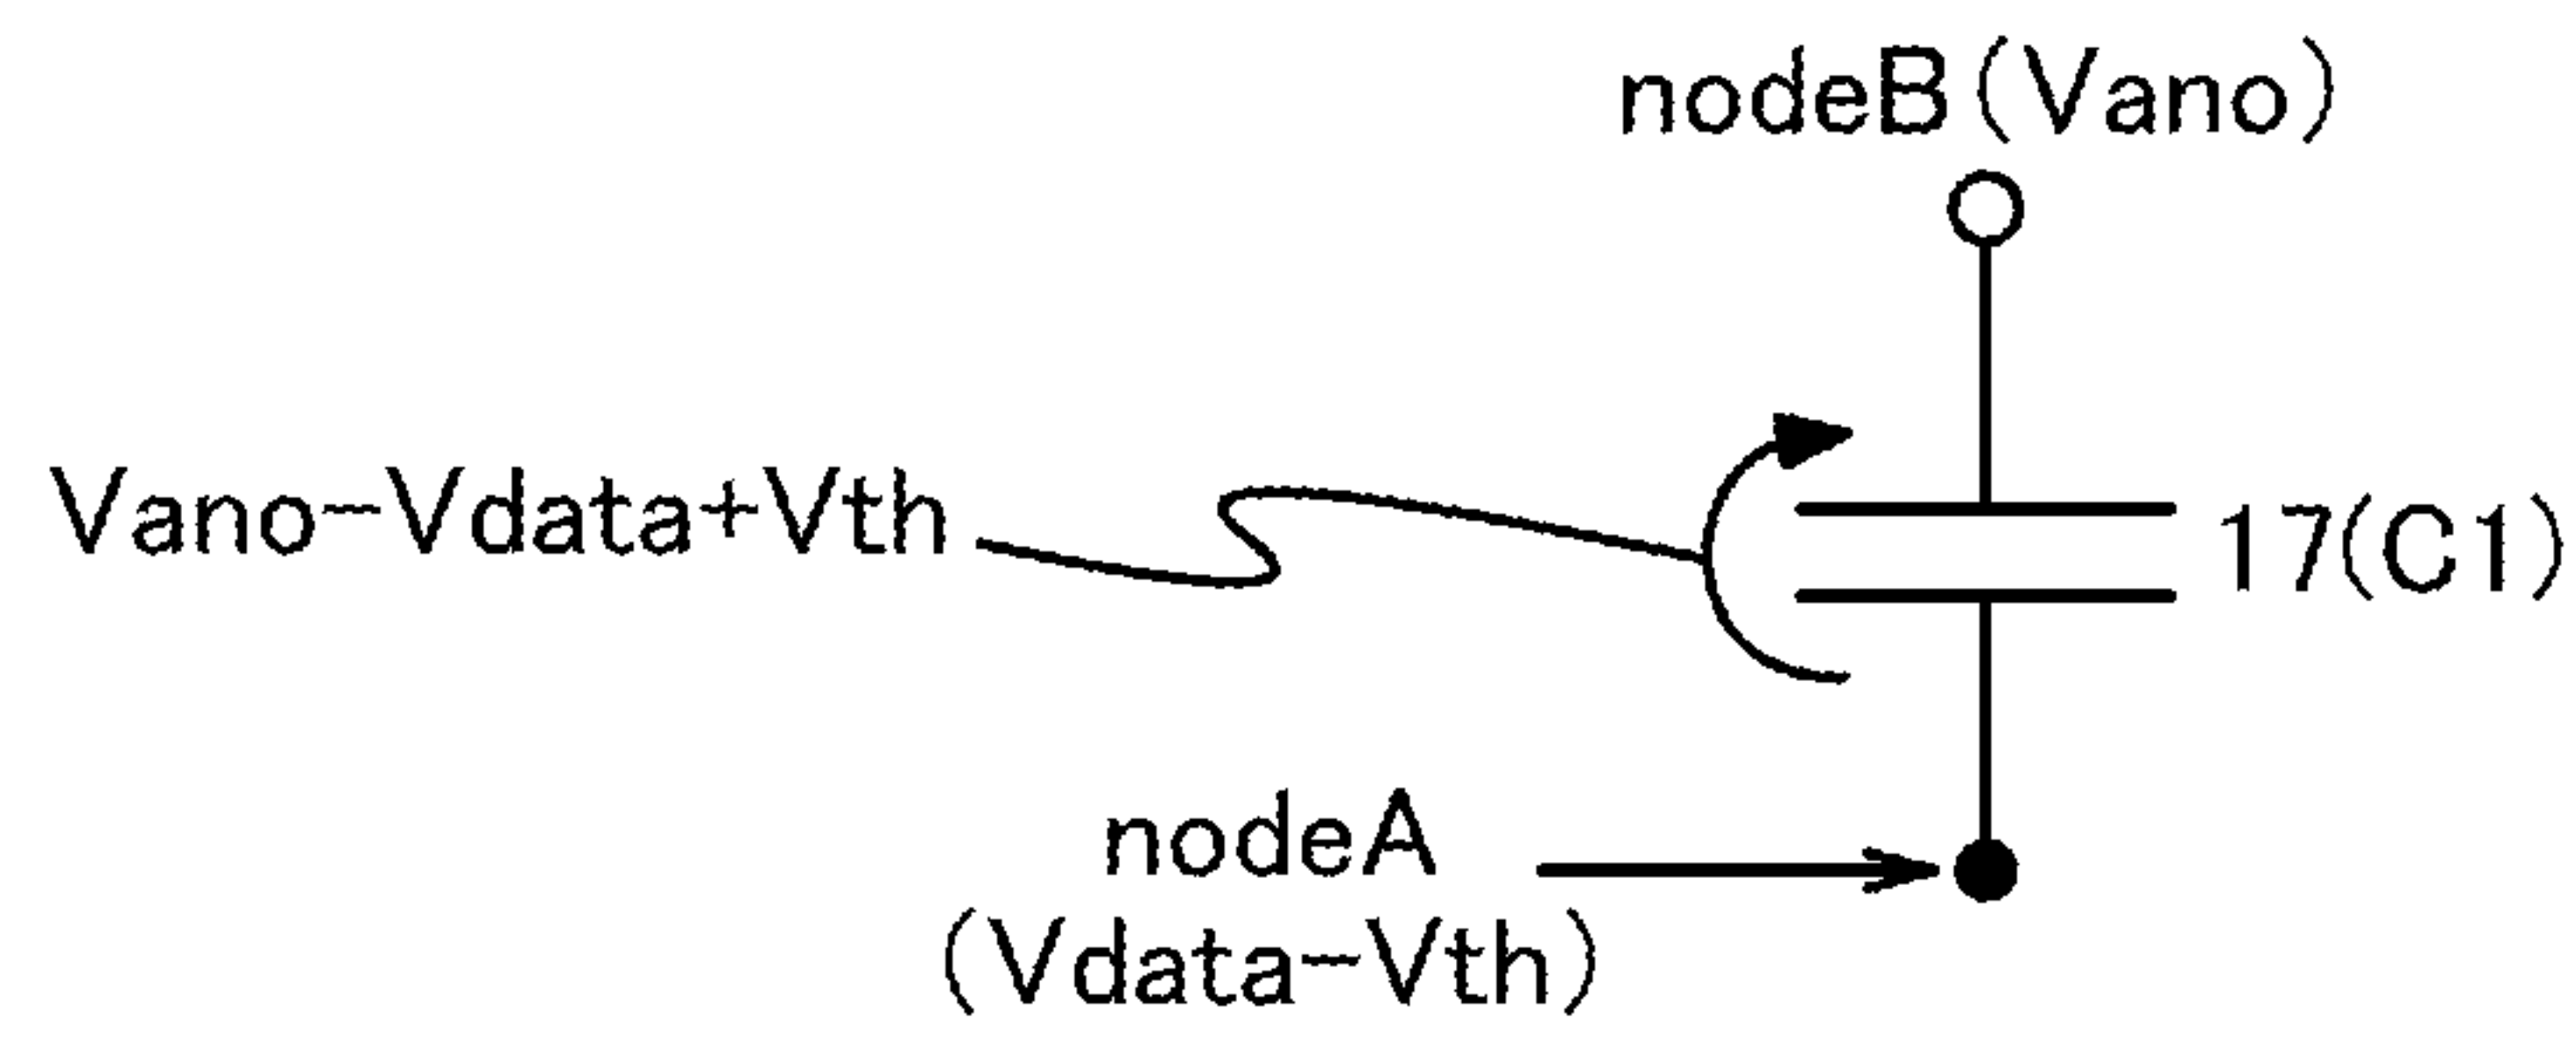 nodeB(Vano)
Vano-Vdata+Vth
17(C1)
nodeA
(Vdata-Vth)